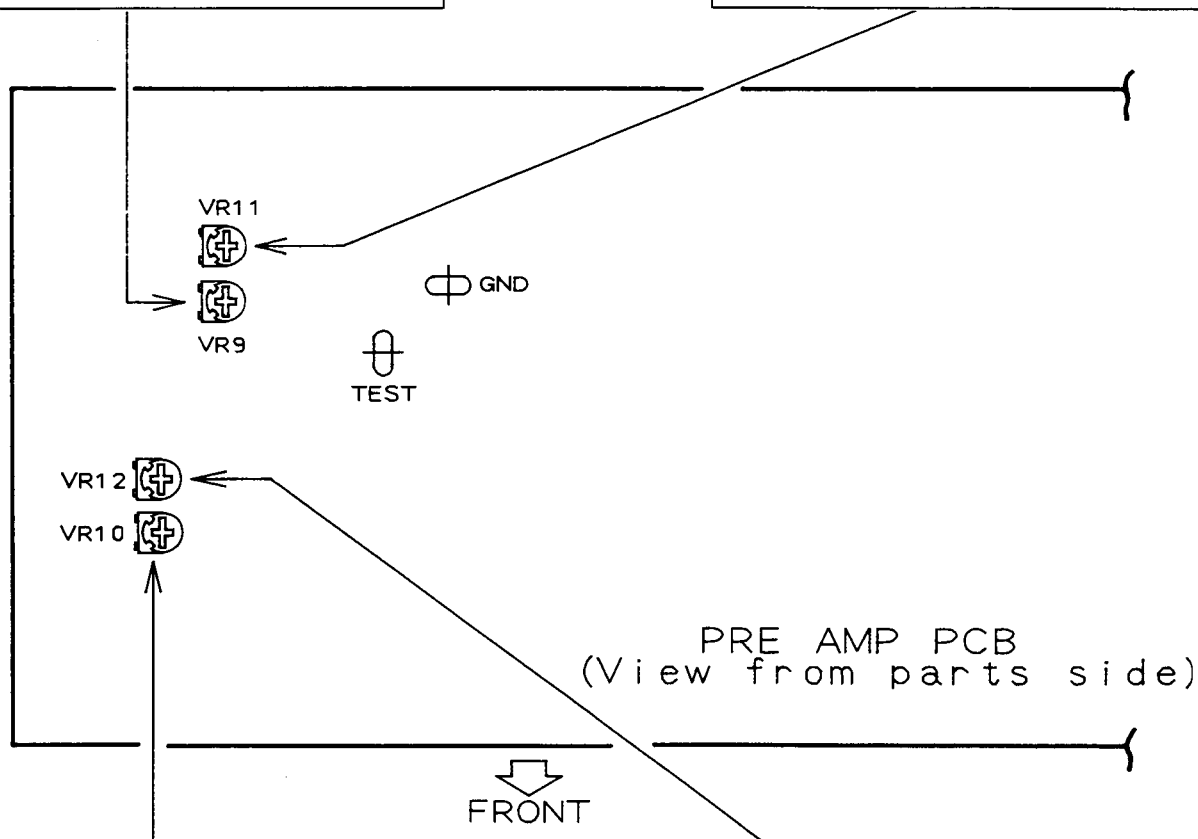 VR11
GND
VR9
TEST
VR12
VR10
PRE AMP PCB
(View from parts side)
FRONT